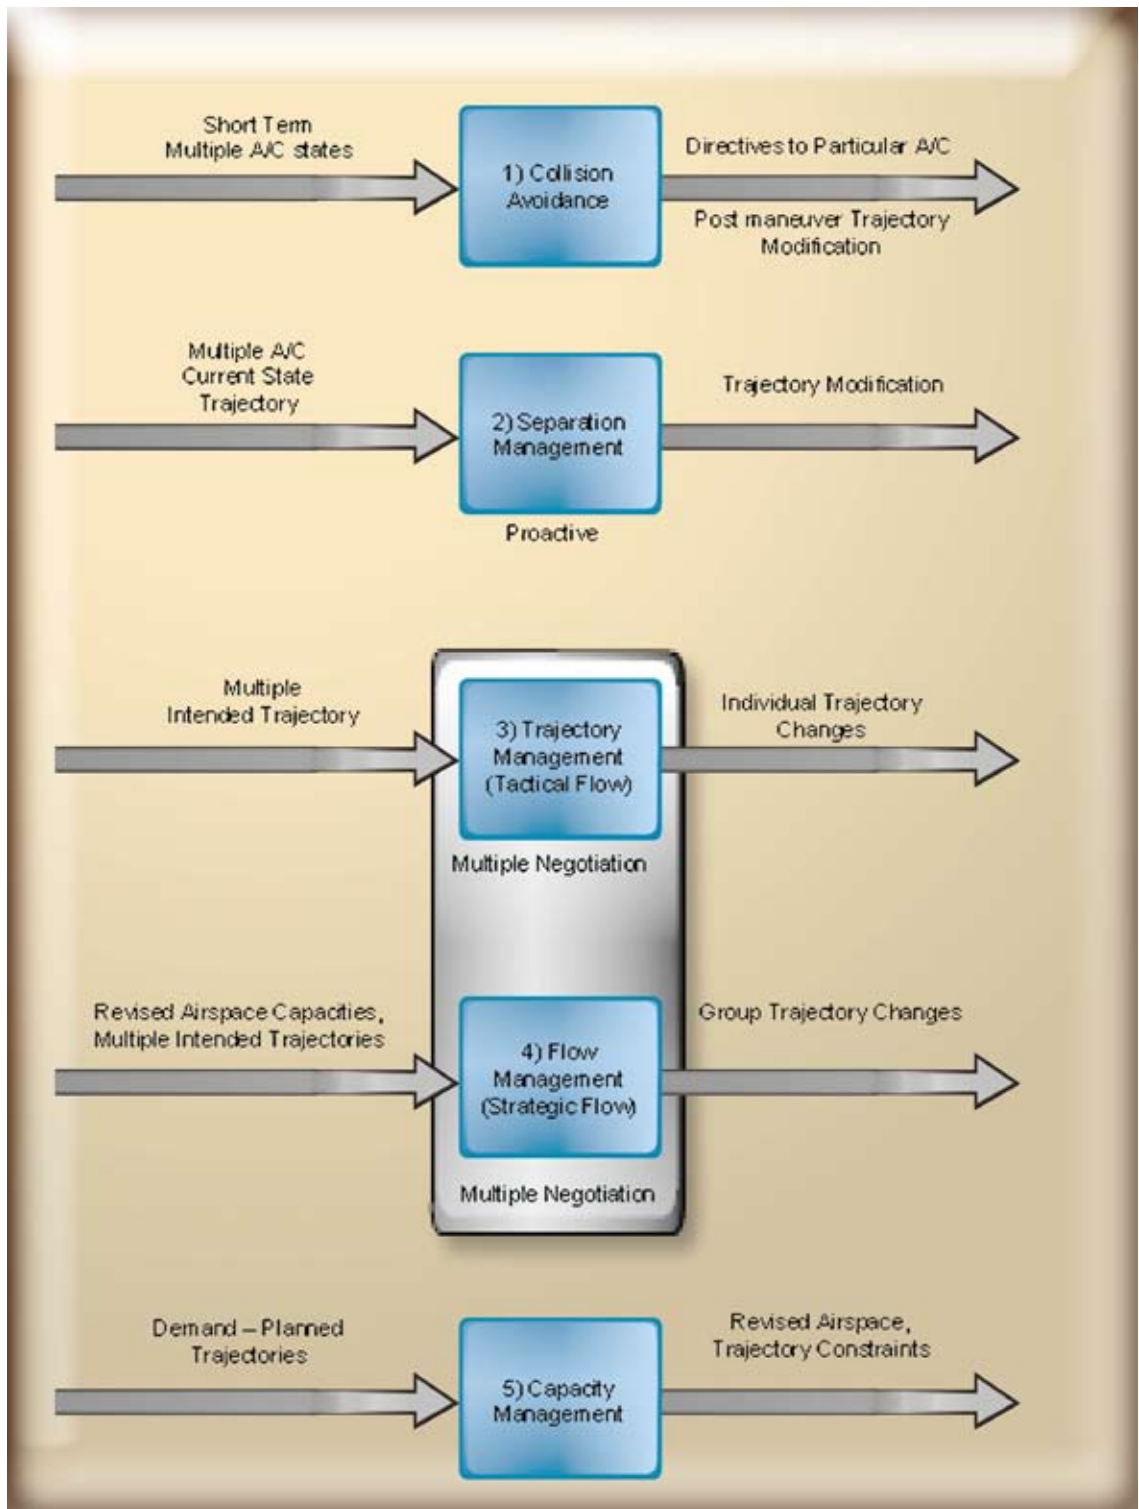 Short Term
Multiple A/C states
1) Collision
Avoidance
Directives to Particular A/C
Post maneuver Trajectory
Modification
Multiple A/C
Current State
Trajectory
2) Separation
Management
Proactive
Trajectory Modification
Multiple
Intended Trajectory
3) Trajectory
Management
(Tactical Flow)
Multiple Negotiation
Individual Trajectory
Changes
Revised Airspace Capacities,
Multiple Intended Trajectories
4) Flow
Management
(Strategic Flow)
Multiple Negotiation
Group Trajectory Changes
Demand – Planned
Trajectories
5) Capacity
Management
Revised Airspace,
Trajectory Constraints